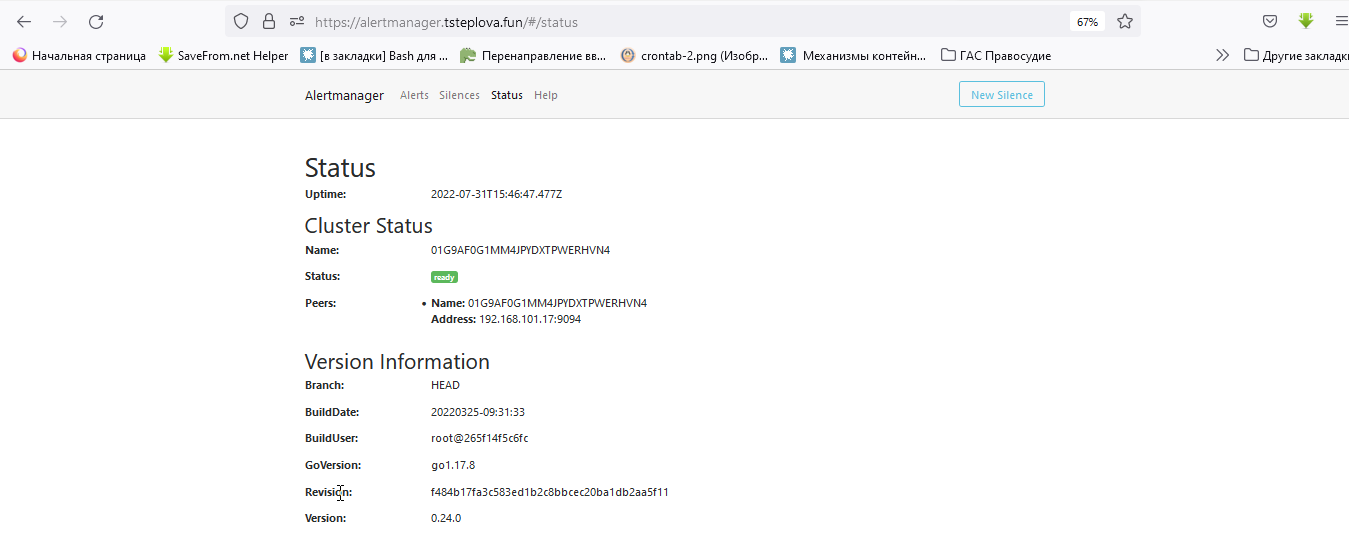 https://alertmanager.tsteplova.fun/#/status 67%
Начальная страница SaveFrom.net Helper [в закладки] Bash для ... Перенаправление вв... crontab-2.png (Изобр... Механизмы контейн... ГАС Правосудие Другие закладки
Alertmanager Alerts Silences Status Help New Silence
Status
Uptime: 2022-07-31T15:46:47.477Z
Cluster Status
Name: 01G9AF0G1MM4JPYDXTPWERHVN4
Status: ready
Peers: • Name: 01G9AF0G1MM4JPYDXTPWERHVN4
Address: 192.168.101.17:9094
Version Information
Branch: HEAD
BuildDate: 20220325-09:31:33
BuildUser: root@265f14f5c6fc
GoVersion: go1.17.8
Revision: f484b17fa3c583ed1b2c8bbcec20ba1db2aa5f11
Version: 0.24.0